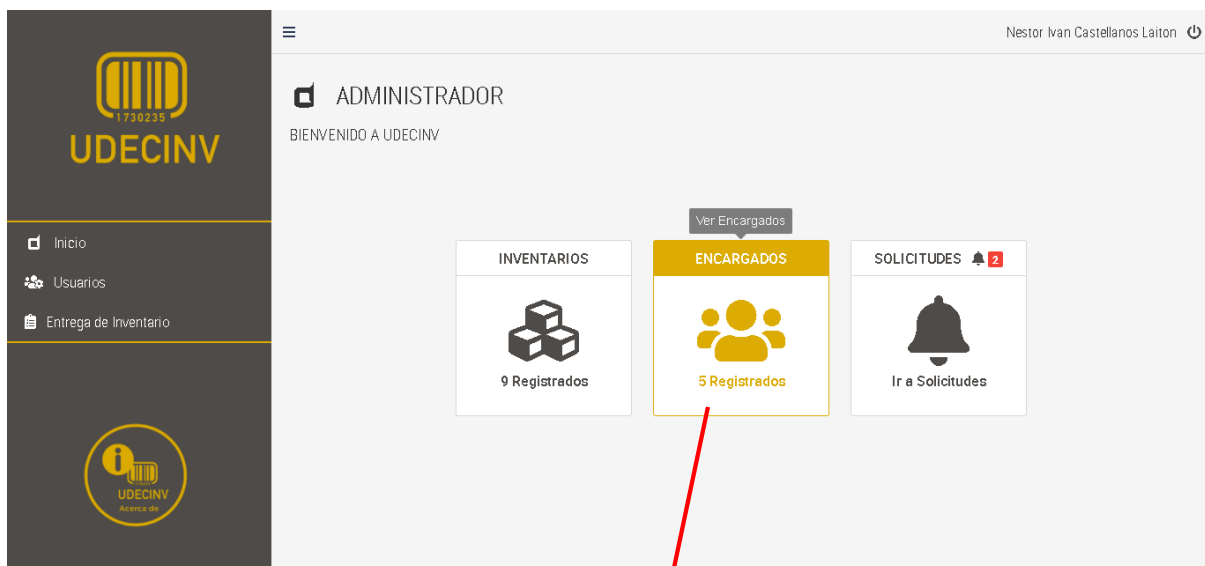 1730235
UDECINV
Inicio
Usuarios
Entrega de Inventario
UDECINV
Acerca de
Nestor Ivan Castellanos Laiton
ADMINISTRADOR
BIENVENIDO A UDECINV
Ver Encargados
INVENTARIOS
9 Registrados
ENCARGADOS
5 Registrados
SOLICITUDES 2
Ir a Solicitudes